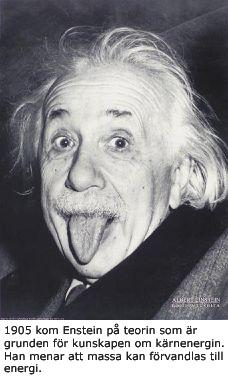 ALBERT EINSTEIN
1905 kom Enstein på teorin som är
grunden för kunskapen om kärnenergin.
Han menar att massa kan förvandlas till
energi.